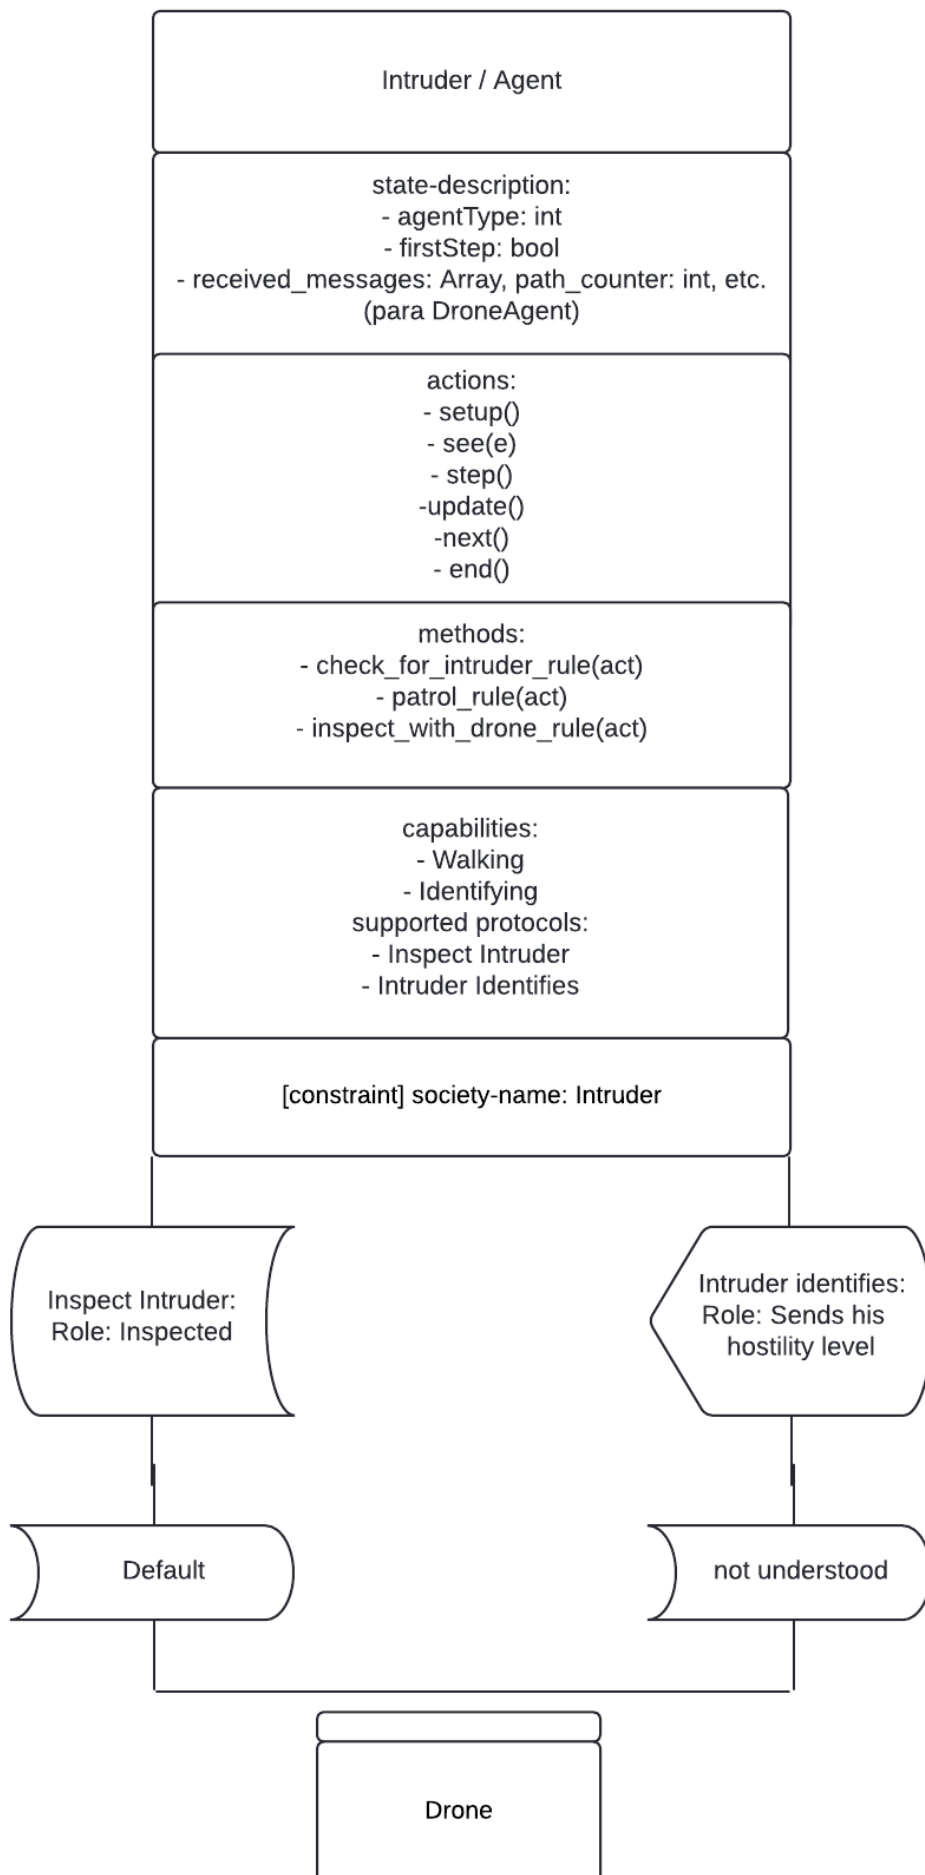 Intruder / Agent
state-description:
- agentType: int
- firstStep: bool
- received_messages: Array, path_counter: int, etc.
(para DroneAgent)
actions:
- setup()
- see(e)
- step()
-update()
-next()
- end()
methods:
- check_for_intruder_rule(act)
- patrol_rule(act)
- inspect_with_drone_rule(act)
capabilities:
- Walking
- Identifying
supported protocols:
- Inspect Intruder
- Intruder Identifies
[constraint] society-name: Intruder
Inspect Intruder:
Role: Inspected
Intruder identifies:
Role: Sends his
hostility level
Default
not understood
Drone